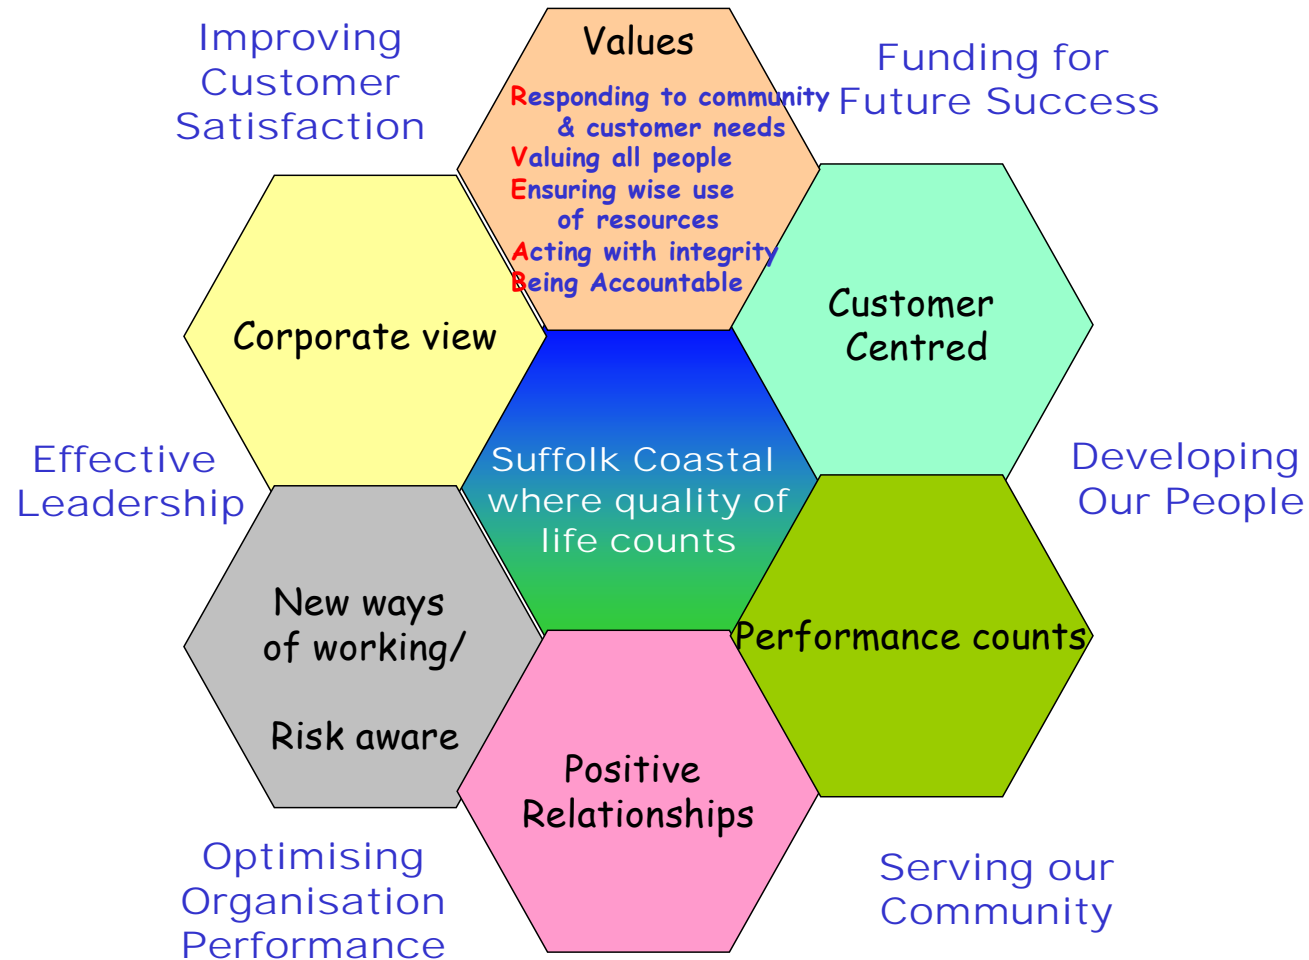 Improving
Customer
Satisfaction
Values
Responding to community
& customer needs
Valuing all people
Ensuring wise use
of resources
Acting with integrity
Being Accountable
Funding for
Future Success
Corporate view
Customer
Centred
Effective
Leadership
Suffolk Coastal
where quality of
life counts
Developing
Our People
New ways
of working/
Risk aware
Performance counts
Positive
Relationships
Optimising
Organisation
Performance
Serving our
Community